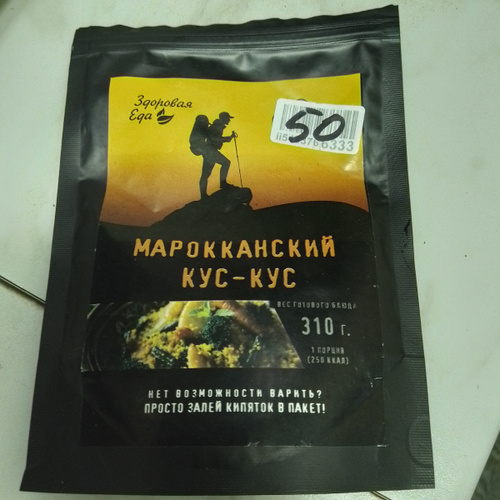 Здоровая
Еда
50
МАРОККАНСКИЙ
КУС-КУС
ВЕС ГОТОВОГО БЛЮДА
310 г.
1 ПОРЦИЯ
(250 ККАЛ)
НЕТ ВОЗМОЖНОСТИ ВАРИТЬ?
ПРОСТО ЗАЛЕЙ КИПЯТОК В ПАКЕТ!